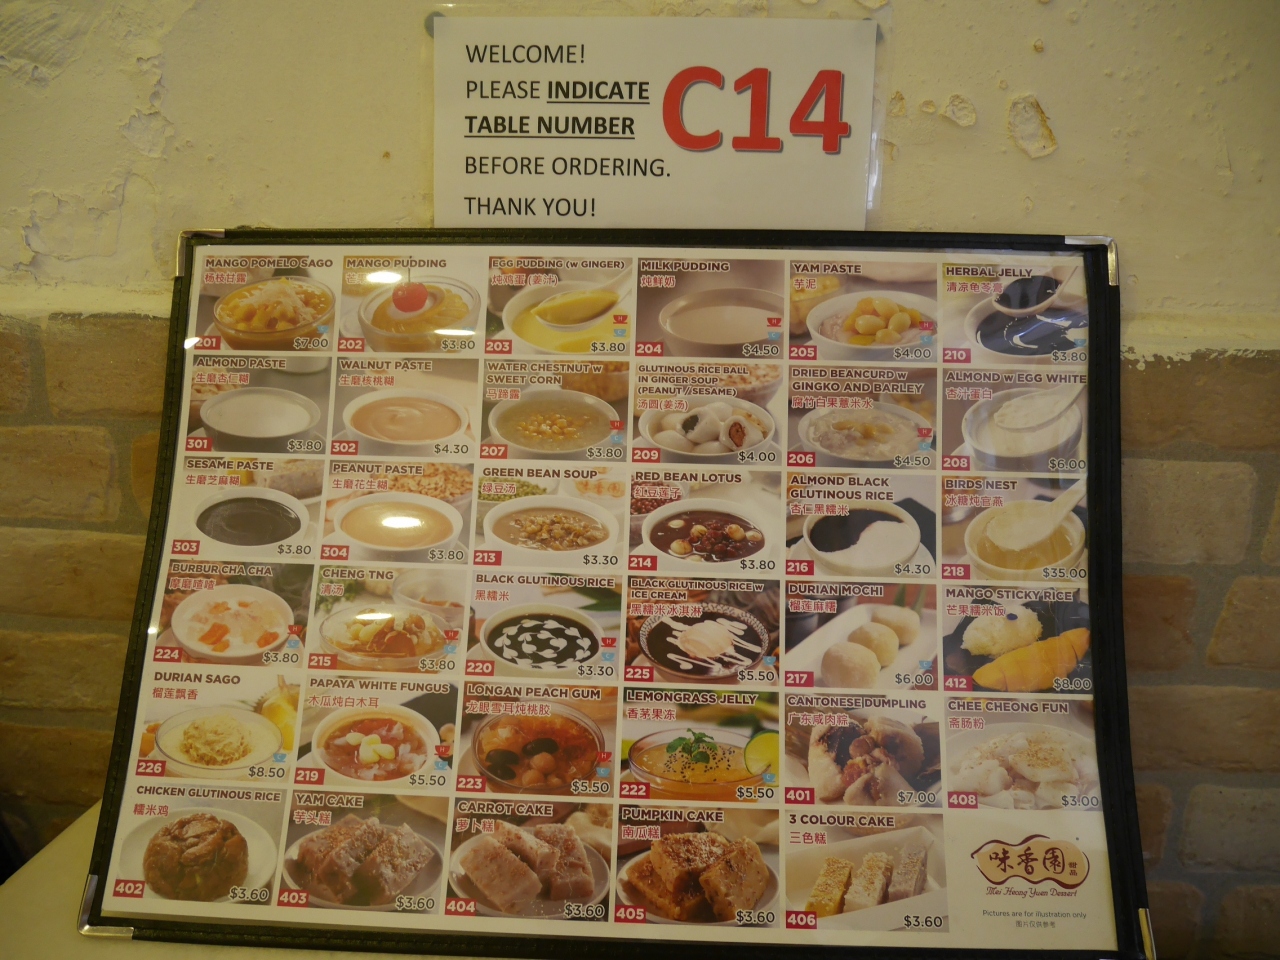 WELCOME!
PLEASE INDICATE
TABLE NUMBER
BEFORE ORDERING.
THANK YOU!
C14
MANGO POMELO SAGO
杨枝甘露
201
$7.00
MANGO PUDDING
202
$3.80
EGG PUDDING (w GINGER)
炖鸡蛋(姜汁)
203
$3.80
MILK PUDDING
炖鲜奶
204
$4.50
YAM PASTE
芋泥
205
$4.00
HERBAL JELLY
清凉龟苓膏
210
$3.80
ALMOND PASTE
生磨杏仁糊
301
$3.80
WALNUT PASTE
生磨核桃糊
302
$4.30
WATER CHESTNUT w
SWEET CORN
马蹄露
207
$3.80
GLUTINOUS RICE BALL
IN GINGER SOUP
(PEANUT / SESAME)
汤圆(姜汤)
209
$4.00
DRIED BEANCURD w
GINGKO AND BARLEY
腐竹白果薏米水
206
$4.50
ALMOND w EGG WHITE
杏汁蛋白
208
$6.00
SESAME PASTE
生磨芝麻糊
303
$3.80
PEANUT PASTE
生磨花生糊
304
$3.80
GREEN BEAN SOUP
绿豆汤
213
$3.30
RED BEAN LOTUS
红豆莲子
214
$3.80
ALMOND BLACK
GLUTINOUS RICE
杏仁黑糯米
216
$4.30
BIRDS NEST
冰糖炖官燕
218
$35.00
BURBUR CHA CHA
摩摩喳喳
224
$3.80
CHENG TNG
清汤
215
$3.80
BLACK GLUTINOUS RICE
黑糯米
220
$3.30
BLACK GLUTINOUS RICE w
ICE CREAM
黑糯米冰淇淋
225
$5.50
DURIAN MOCHI
榴莲麻糬
217
$6.00
MANGO STICKY RICE
芒果糯米饭
412
$8.00
DURIAN SAGO
榴莲飘香
226
$8.50
PAPAYA WHITE FUNGUS
木瓜炖白木耳
219
$5.50
LONGAN PEACH GUM
龙眼雪耳炖桃胶
223
$5.50
LEMONGRASS JELLY
香茅果冻
222
$5.50
CANTONESE DUMPLING
广东咸肉粽
401
$7.00
CHEE CHEONG FUN
斋肠粉
408
$3.00
CHICKEN GLUTINOUS RICE
糯米鸡
402
$3.60
YAM CAKE
芋头糕
403
$3.60
CARROT CAKE
萝卜糕
404
$3.60
PUMPKIN CAKE
南瓜糕
405
$3.60
3 COLOUR CAKE
三色糕
406
$3.60
味香園
甜品
Mei Heong Yuen Dessert
Pictures are for illustration only
图片仅供参考